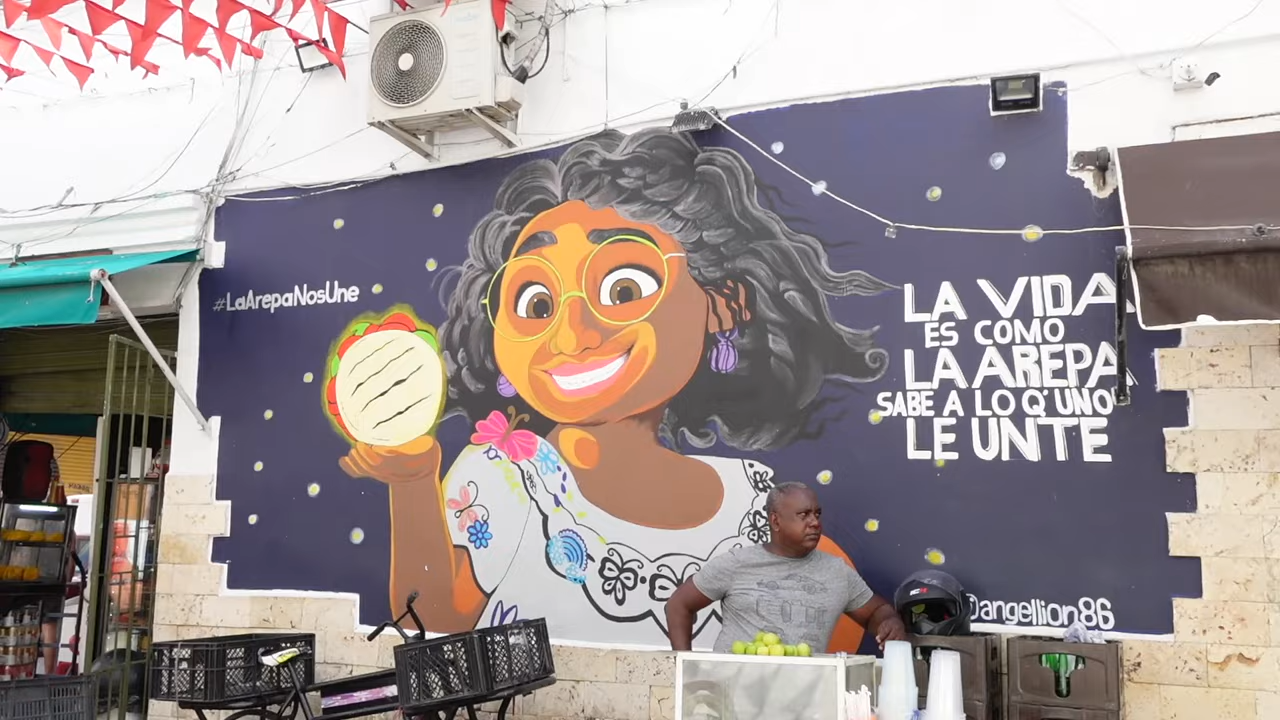 #LaArepaNosUne
LA VIDA
ES COMO
LA AREPA
SABE A LO Q' UNO
LE UNTE
@angellion86